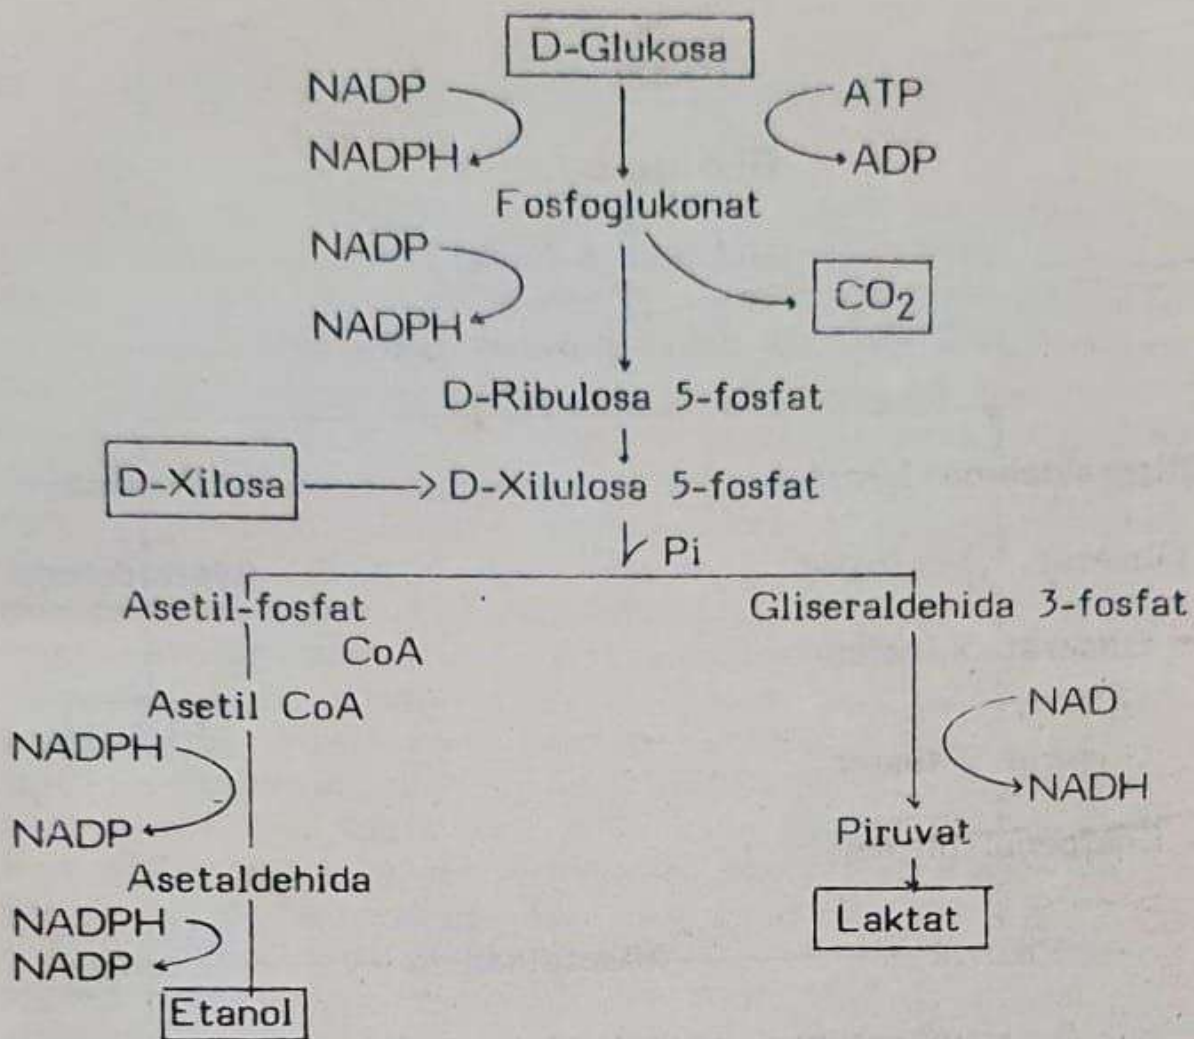 D-Glukosa
NADP
ATP
NADPH
ADP
Fosfoglukonat
NADP
CO2
NADPH
D-Ribulosa 5-fosfat
D-Xilosa
D-Xilulosa 5-fosfat
Pi
Asetil-fosfat
Gliseraldehida 3-fosfat
CoA
Asetil CoA
NAD
NADPH
NADH
NADP
Piruvat
Asetaldehida
NADPH
Laktat
NADP
Etanol